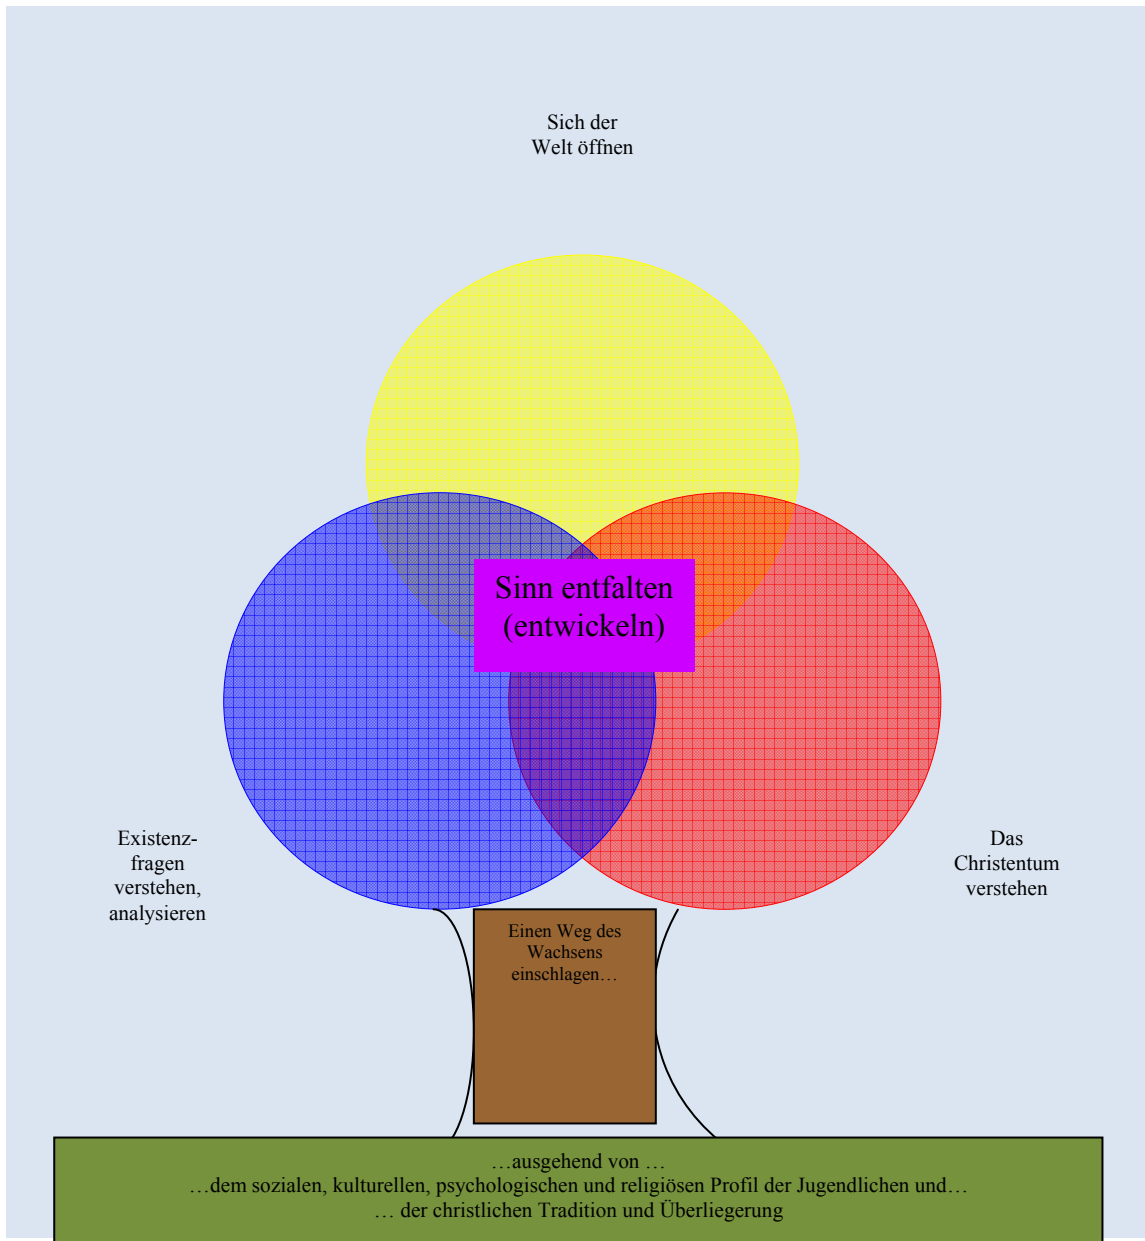 Sich der
Welt öffnen
Sinn entfalten
(entwickeln)
Existenz-
fragen
verstehen,
analysieren
Das
Christentum
verstehen
Einen Weg des
Wachsens
einschlagen…
…ausgehend von …
…dem sozialen, kulturellen, psychologischen und religiösen Profil der Jugendlichen und…
… der christlichen Tradition und Überliegerung